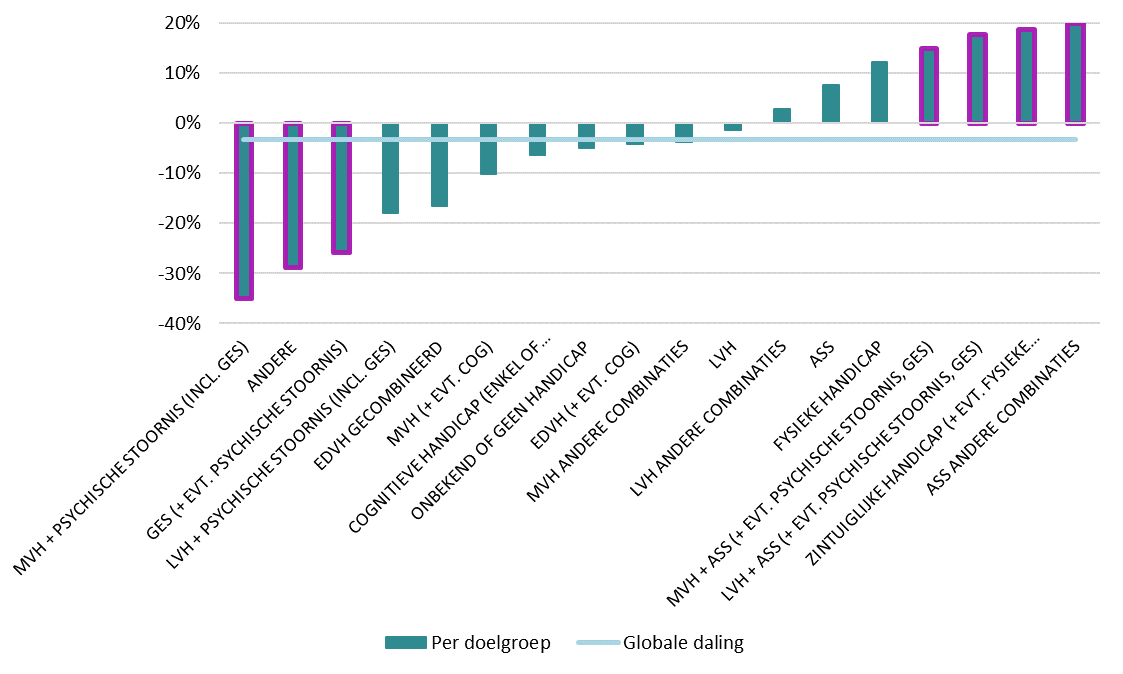 20%
10%
0%
-10%
-20%
-30%
-40%
MVH + PSYCHISCHE STOORNIS (INCL. GES)
ANDERE
GES (+ EVT. PSYCHISCHE STOORNIS)
LVH + PSYCHISCHE STOORNIS (INCL. GES)
EDVH GECOMBINEERD
MVH (+ EVT. COG)
COGNITIEVE HANDICAP (ENKEL OF...
ONBEKEND OF GEEN HANDICAP
EDVH (+ EVT. COG)
MVH ANDERE COMBINATIES
LVH
LVH ANDERE COMBINATIES
ASS
FYSIEKE HANDICAP
MVH + ASS (+ EVT. PSYCHISCHE STOORNIS, GES)
LVH + ASS (+ EVT. PSYCHISCHE STOORNIS, GES)
ZINTUIGLIJKE HANDICAP (+ EVT. FYSIEKE...
ASS ANDERE COMBINATIES
Per doelgroep
Globale daling